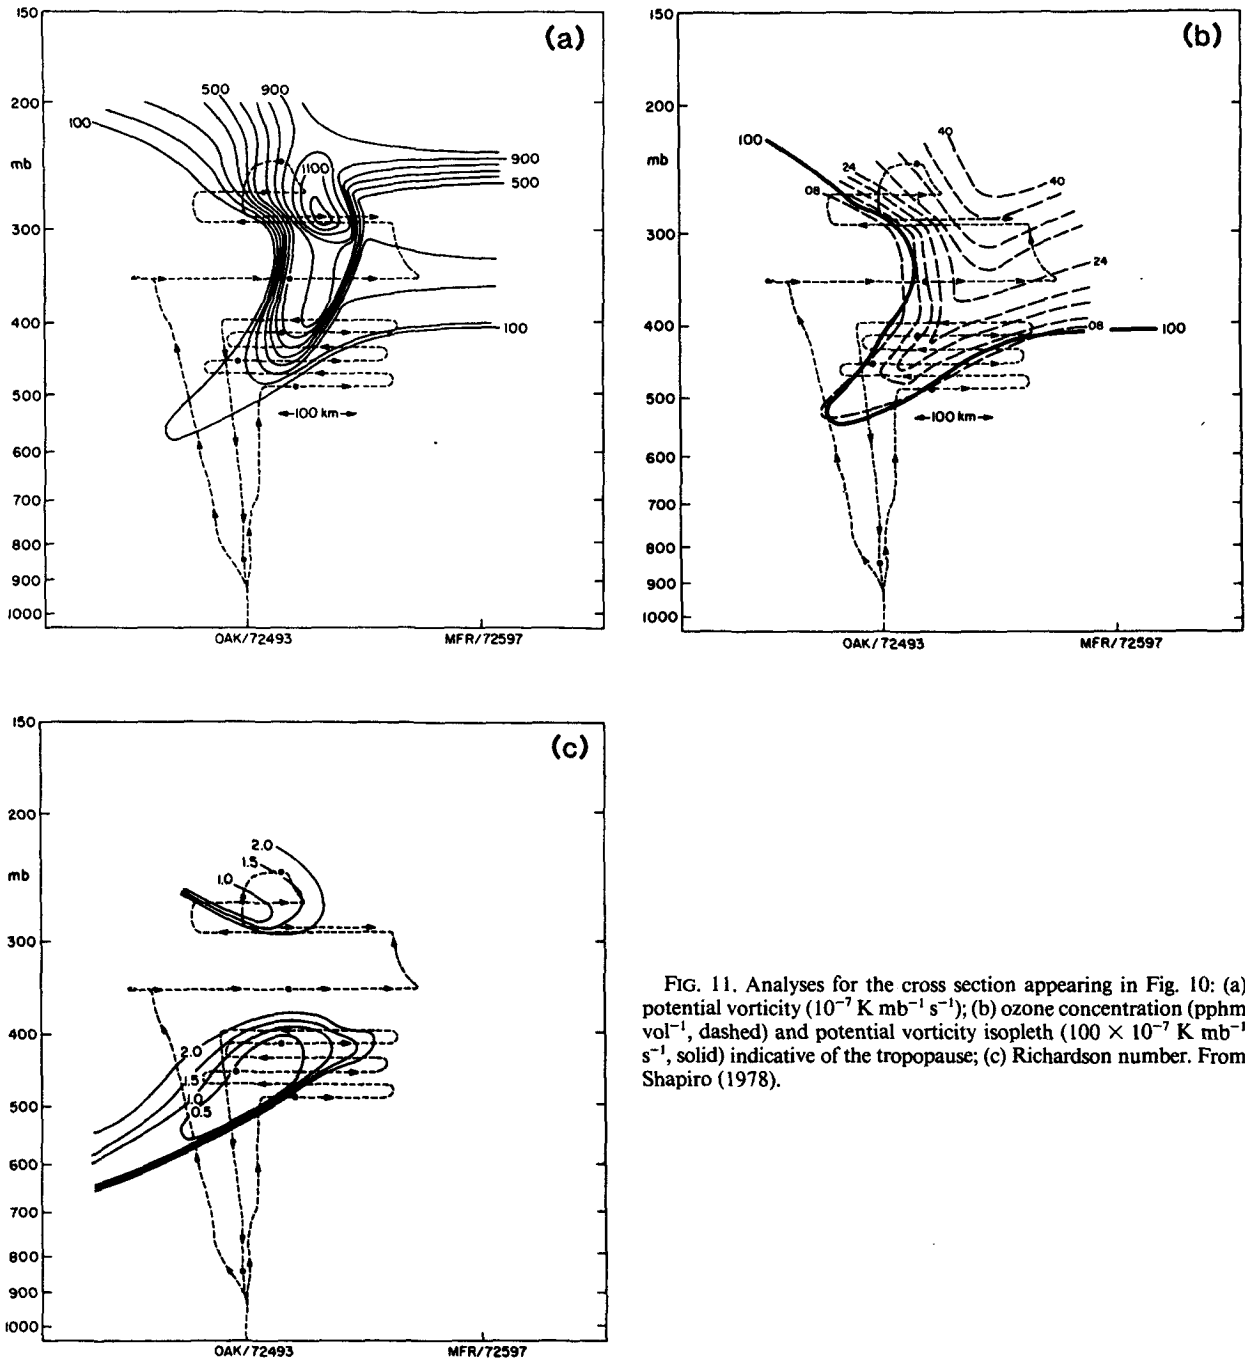 (a)
150
200
mb
300
400
500
600
700
800
900
1000
100
500
900
1100
900
500
100
100 km
OAK/72493
MFR/72597
(b)
150
200
mb
300
400
500
600
700
800
900
1000
100
24
40
08
40
24
08
100
100 km
OAK/72493
MFR/72597
(c)
150
200
mb
300
400
500
600
700
800
900
1000
2.0
1.5
1.0
2.0
1.5
1.0
0.5
OAK/72493
MFR/72597
FIG. 11. Analyses for the cross section appearing in Fig. 10: (a)
potential vorticity (10⁻⁷ K mb⁻¹ s⁻¹); (b) ozone concentration (pphm
vol⁻¹, dashed) and potential vorticity isopleth (100 × 10⁻⁷ K mb⁻¹
s⁻¹, solid) indicative of the tropopause; (c) Richardson number. From
Shapiro (1978).